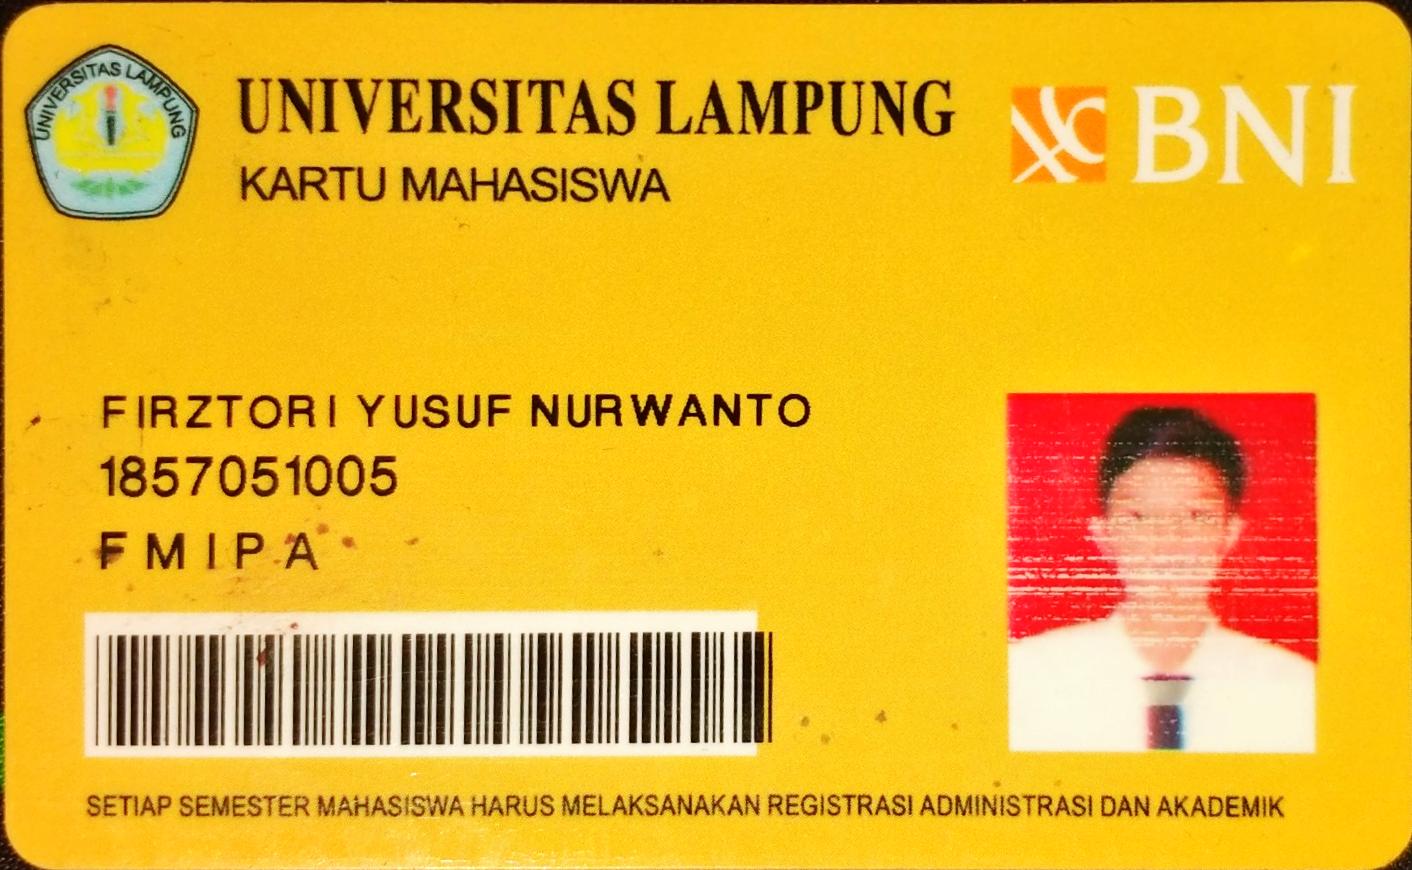 UNIVERSITAS LAMPUNG
UNIVERSITAS LAMPUNG
KARTU MAHASISWA
BNI
FIRZTORI YUSUF NURWANTO
1857051005
FMIPA
SETIAP SEMESTER MAHASISWA HARUS MELAKSANAKAN REGISTRASI ADMINISTRASI DAN AKADEMIK